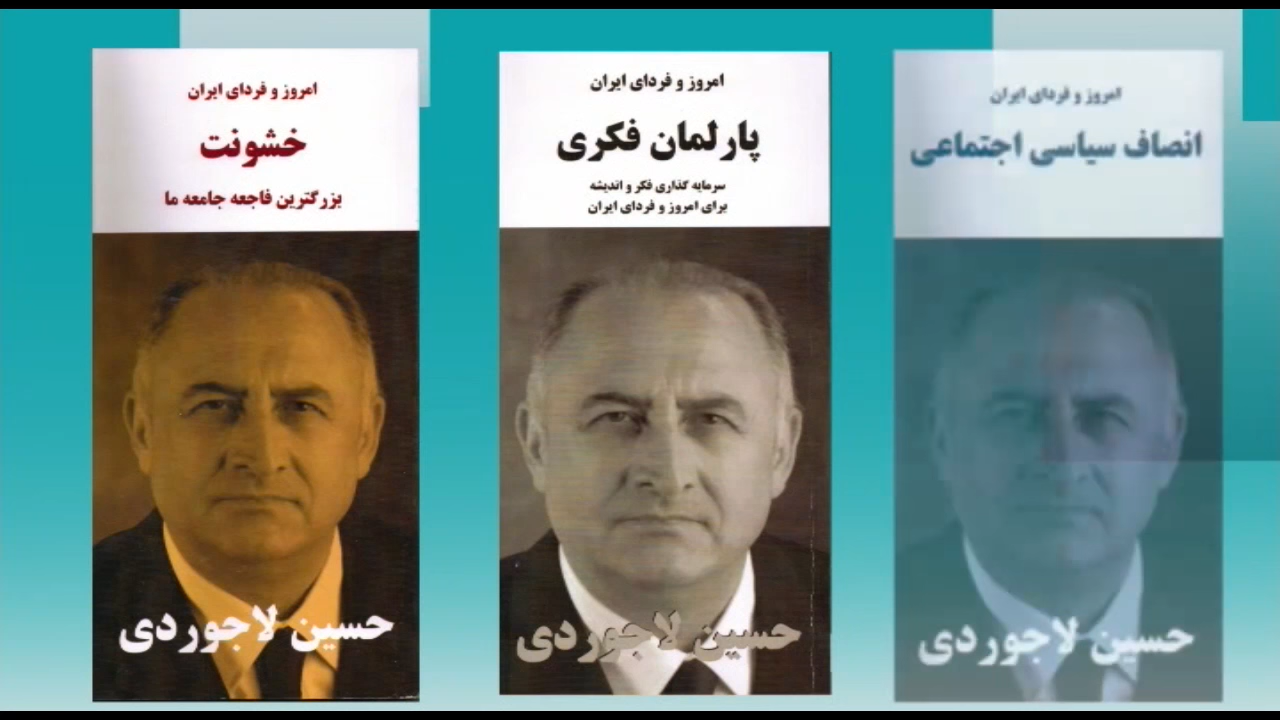 امروز و فردای ایران
انصاف سیاسی اجتماعی
حسین لاجوردی
امروز و فردای ایران
پارلمان فکری
سرمایه گذاری فکر و اندیشه
برای امروز و فردای ایران
حسین لاجوردی
امروز و فردای ایران
خشونت
بزرگترین فاجعه جامعه ما
حسین لاجوردی